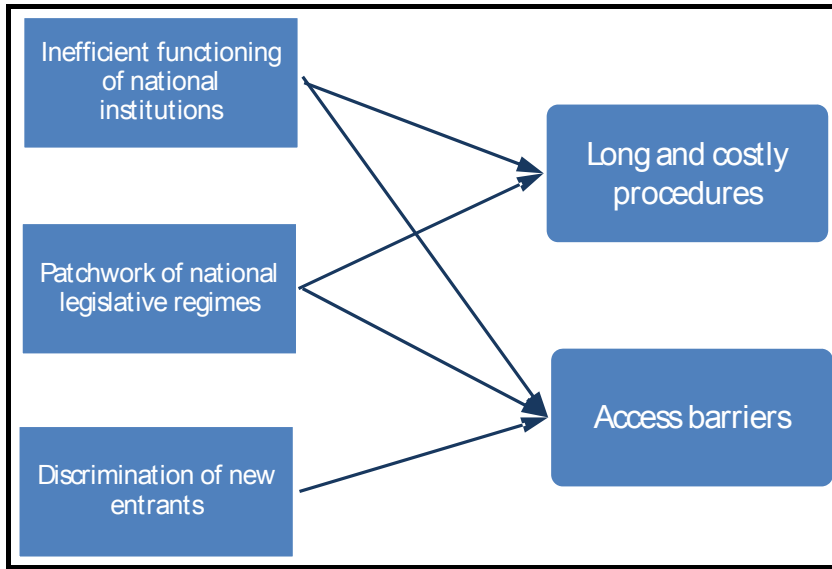 Inefficient functioning
of national
institutions
Long and costly
procedures
Patchwork of national
legislative regimes
Access barriers
Discrimination of new
entrants